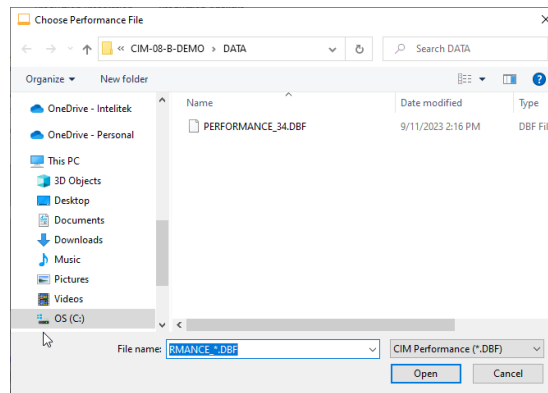 Choose Performance File
« CIM-08-B-DEMO > DATA
Search DATA
Organize
New folder
Name
Date modified
Type
OneDrive - Intelitek
OneDrive - Personal
This PC
3D Objects
Desktop
Documents
Downloads
Music
Pictures
Videos
OS (C:)
PERFORMANCE_34.DBF
9/11/2023 2:16 PM
DBF Fil
File name:
RMANCE_*.DBF
CIM Performance (*.DBF)
Open
Cancel